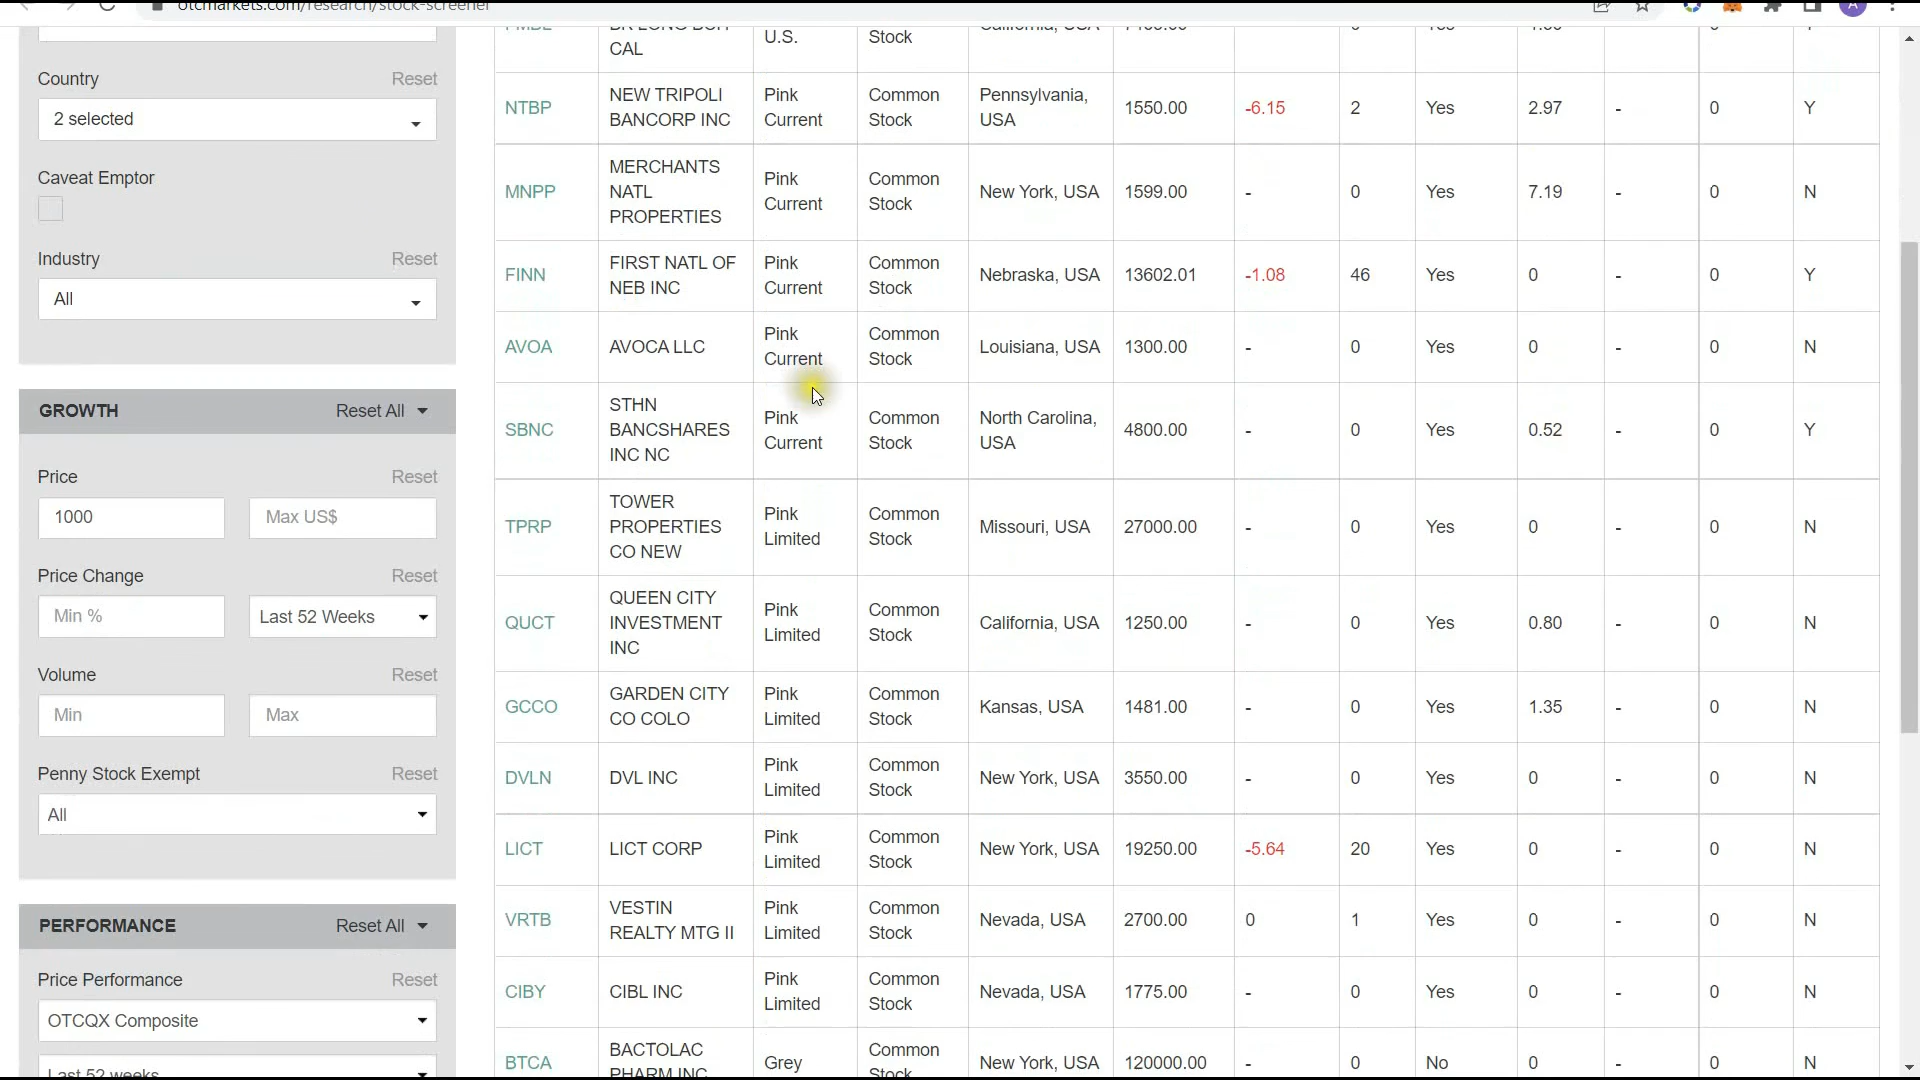 otcmarkets.com/research/stock-screener
Country Reset
2 selected
Caveat Emptor
Industry Reset
All
GROWTH Reset All
Price Reset
1000 Max US$
Price Change Reset
Min % Last 52 Weeks
Volume Reset
Min Max
Penny Stock Exempt Reset
All
PERFORMANCE Reset All
Price Performance Reset
OTCQX Composite
Last 52 weeks
U.S. Stock
CAL
NTBP NEW TRIPOLI Pink Common Pennsylvania, 1550.00 -6.15 2 Yes 2.97 - 0 Y
BANCORP INC Current Stock USA
MERCHANTS
MNPP NATL Pink Common New York, USA 1599.00 - 0 Yes 7.19 - 0 N
PROPERTIES Current Stock
FINN FIRST NATL OF Pink Common Nebraska, USA 13602.01 -1.08 46 Yes 0 - 0 Y
NEB INC Current Stock
AVOA AVOCA LLC Pink Common Louisiana, USA 1300.00 - 0 Yes 0 - 0 N
Current Stock
STHN
SBNC BANCSHARES Pink Common North Carolina, 4800.00 - 0 Yes 0.52 - 0 Y
INC NC Current Stock USA
TOWER
TPRP PROPERTIES Pink Common Missouri, USA 27000.00 - 0 Yes 0 - 0 N
CO NEW Limited Stock
QUEEN CITY
QUCT INVESTMENT Pink Common California, USA 1250.00 - 0 Yes 0.80 - 0 N
INC Limited Stock
GCCO GARDEN CITY Pink Common Kansas, USA 1481.00 - 0 Yes 1.35 - 0 N
CO COLO Limited Stock
DVLN DVL INC Pink Common New York, USA 3550.00 - 0 Yes 0 - 0 N
Limited Stock
LICT LICT CORP Pink Common New York, USA 19250.00 -5.64 20 Yes 0 - 0 N
Limited Stock
VRTB VESTIN Pink Common Nevada, USA 2700.00 0 1 Yes 0 - 0 N
REALTY MTG II Limited Stock
CIBY CIBL INC Pink Common Nevada, USA 1775.00 - 0 Yes 0 - 0 N
Limited Stock
BTCA BACTOLAC Grey Common New York, USA 120000.00 - 0 No 0 - 0 N
PHARM INC Stock